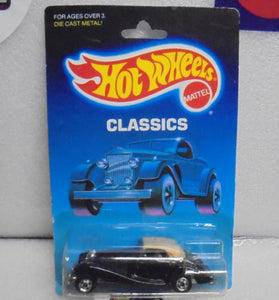 FOR AGES OVER 3.
DIE CAST METAL!
Hot Wheels
MATTEL
CLASSICS